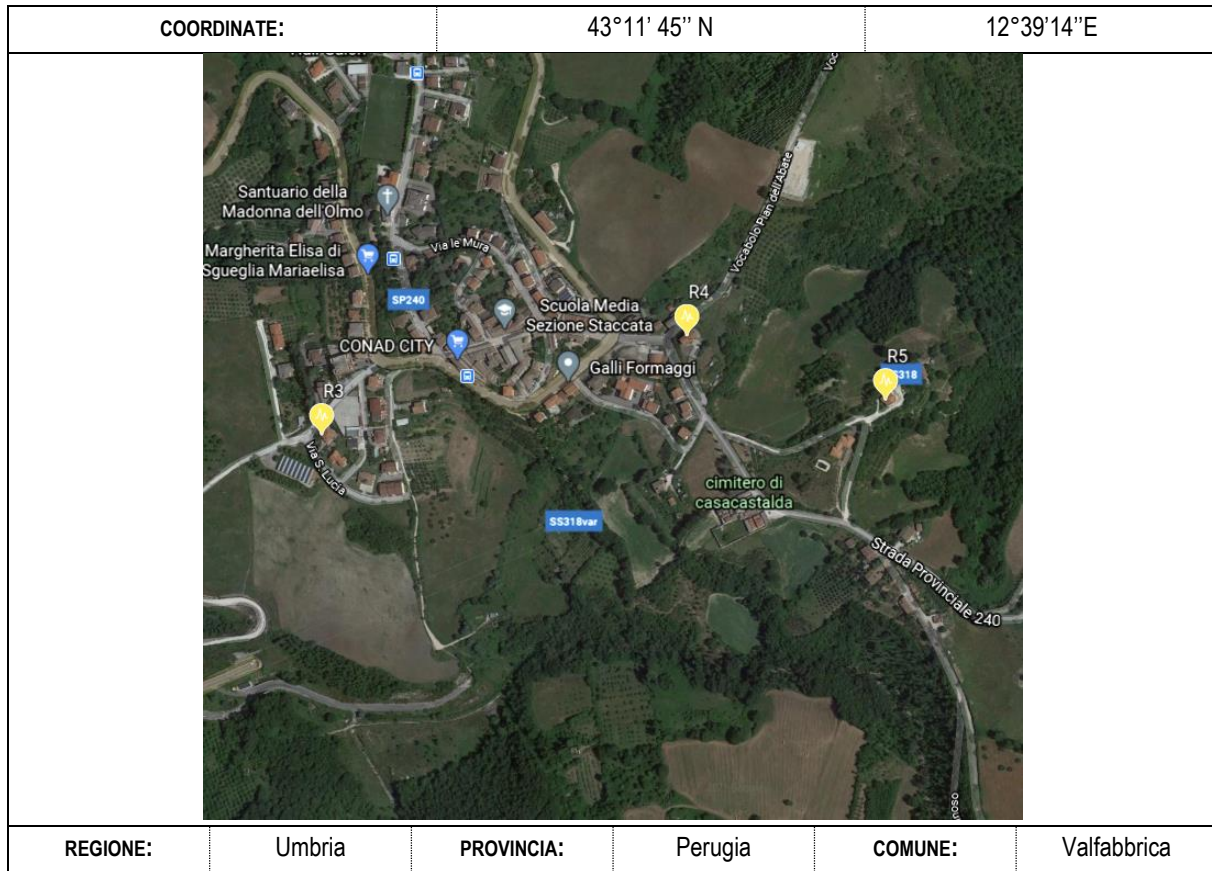 COORDINATE: 43°11' 45'' N 12°39'14''E
Santuario della
Madonna dell'Olmo
Vocabolo Pian dell'Abate
Via le Mura
Margherita Elisa di
Sgueglia Mariaelisa
SP240
Scuola Media
Sezione Staccata
R4
CONAD CITY
Galli Formaggi
R5
R3
Via S. Lucia
cimitero di
casacastalda
SS318var
Strada Provinciale 240
REGIONE: Umbria PROVINCIA: Perugia COMUNE: Valfabbrica